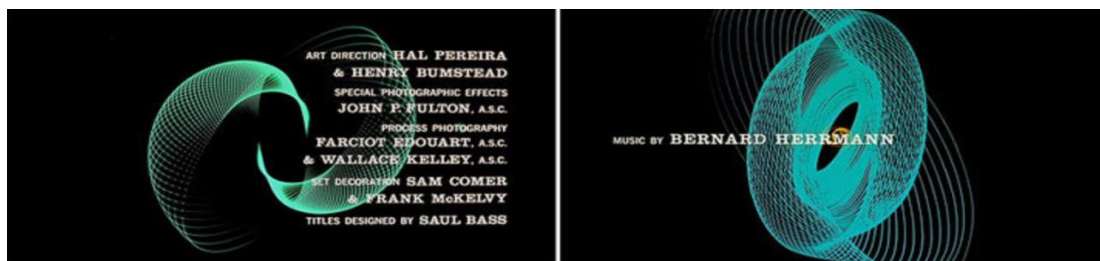 ART DIRECTION HAL PEREIRA
& HENRY BUMSTEAD
SPECIAL PHOTOGRAPHIC EFFECTS
JOHN P. FULTON, A.S.C.
PROCESS PHOTOGRAPHY
FARCIOT EDOUART, A.S.C.
& WALLACE KELLEY, A.S.C.
SET DECORATION SAM COMER
& FRANK McKELVY
TITLES DESIGNED BY SAUL BASS
MUSIC BY BERNARD HERRMANN